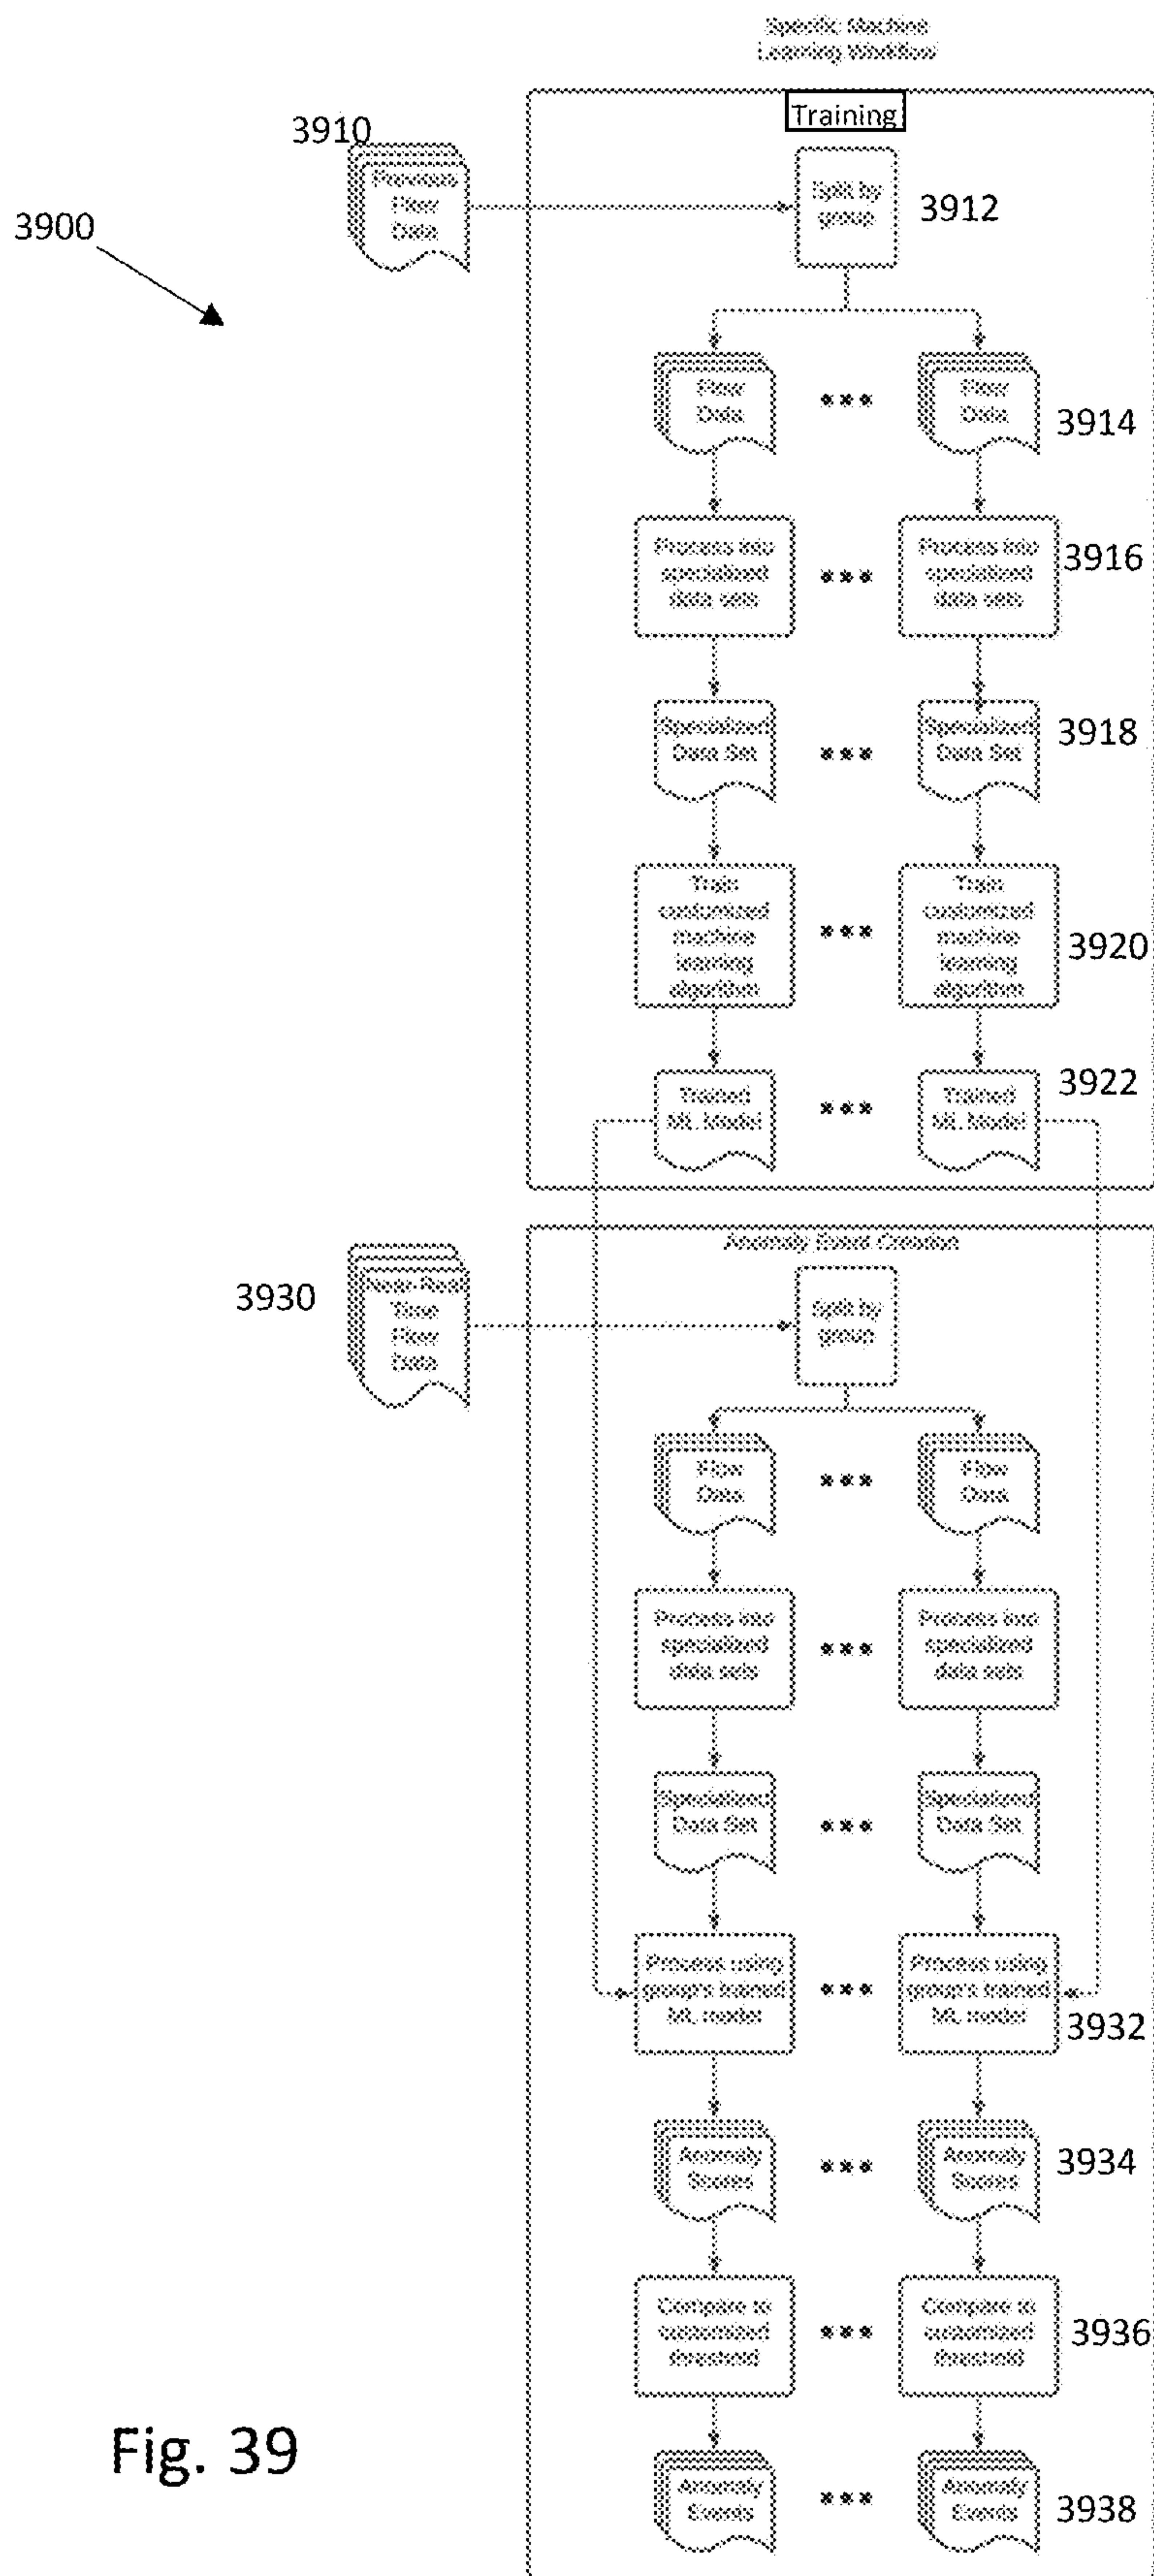 Specific Machine
Learning Workflow
Training
3910
Previous
Flow
Data
Split by
group
3912
3900
Flow
Data
Flow
Data
3914
Process into
specialized
data sets
Process into
specialized
data sets
3916
Specialized
Data Set
Specialized
Data Set
3918
Train
customized
machine
learning
algorithm
Train
customized
machine
learning
algorithm
3920
Trained
ML Model
Trained
ML Model
3922
Anomaly Event Creation
3930
Near-Real
Time
Flow
Data
Split by
group
Flow
Data
Flow
Data
Process into
specialized
data sets
Process into
specialized
data sets
Specialized
Data Set
Specialized
Data Set
Process using
group's trained
ML model
Process using
group's trained
ML model
3932
Anomaly
Scores
Anomaly
Scores
3934
Compare to
customized
threshold
Compare to
customized
threshold
3936
Anomaly
Events
Anomaly
Events
3938
Fig. 39